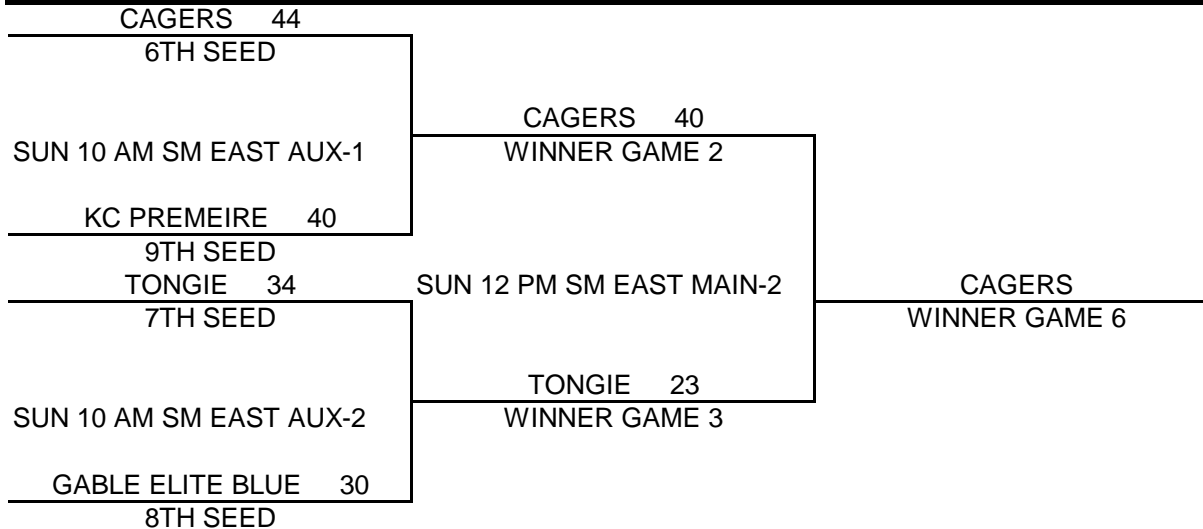 CAGERS 44
6TH SEED
CAGERS 40
SUN 10 AM SM EAST AUX-1
WINNER GAME 2
KC PREMEIRE 40
9TH SEED
TONGIE 34
SUN 12 PM SM EAST MAIN-2
CAGERS
7TH SEED
WINNER GAME 6
TONGIE 23
SUN 10 AM SM EAST AUX-2
WINNER GAME 3
GABLE ELITE BLUE 30
8TH SEED